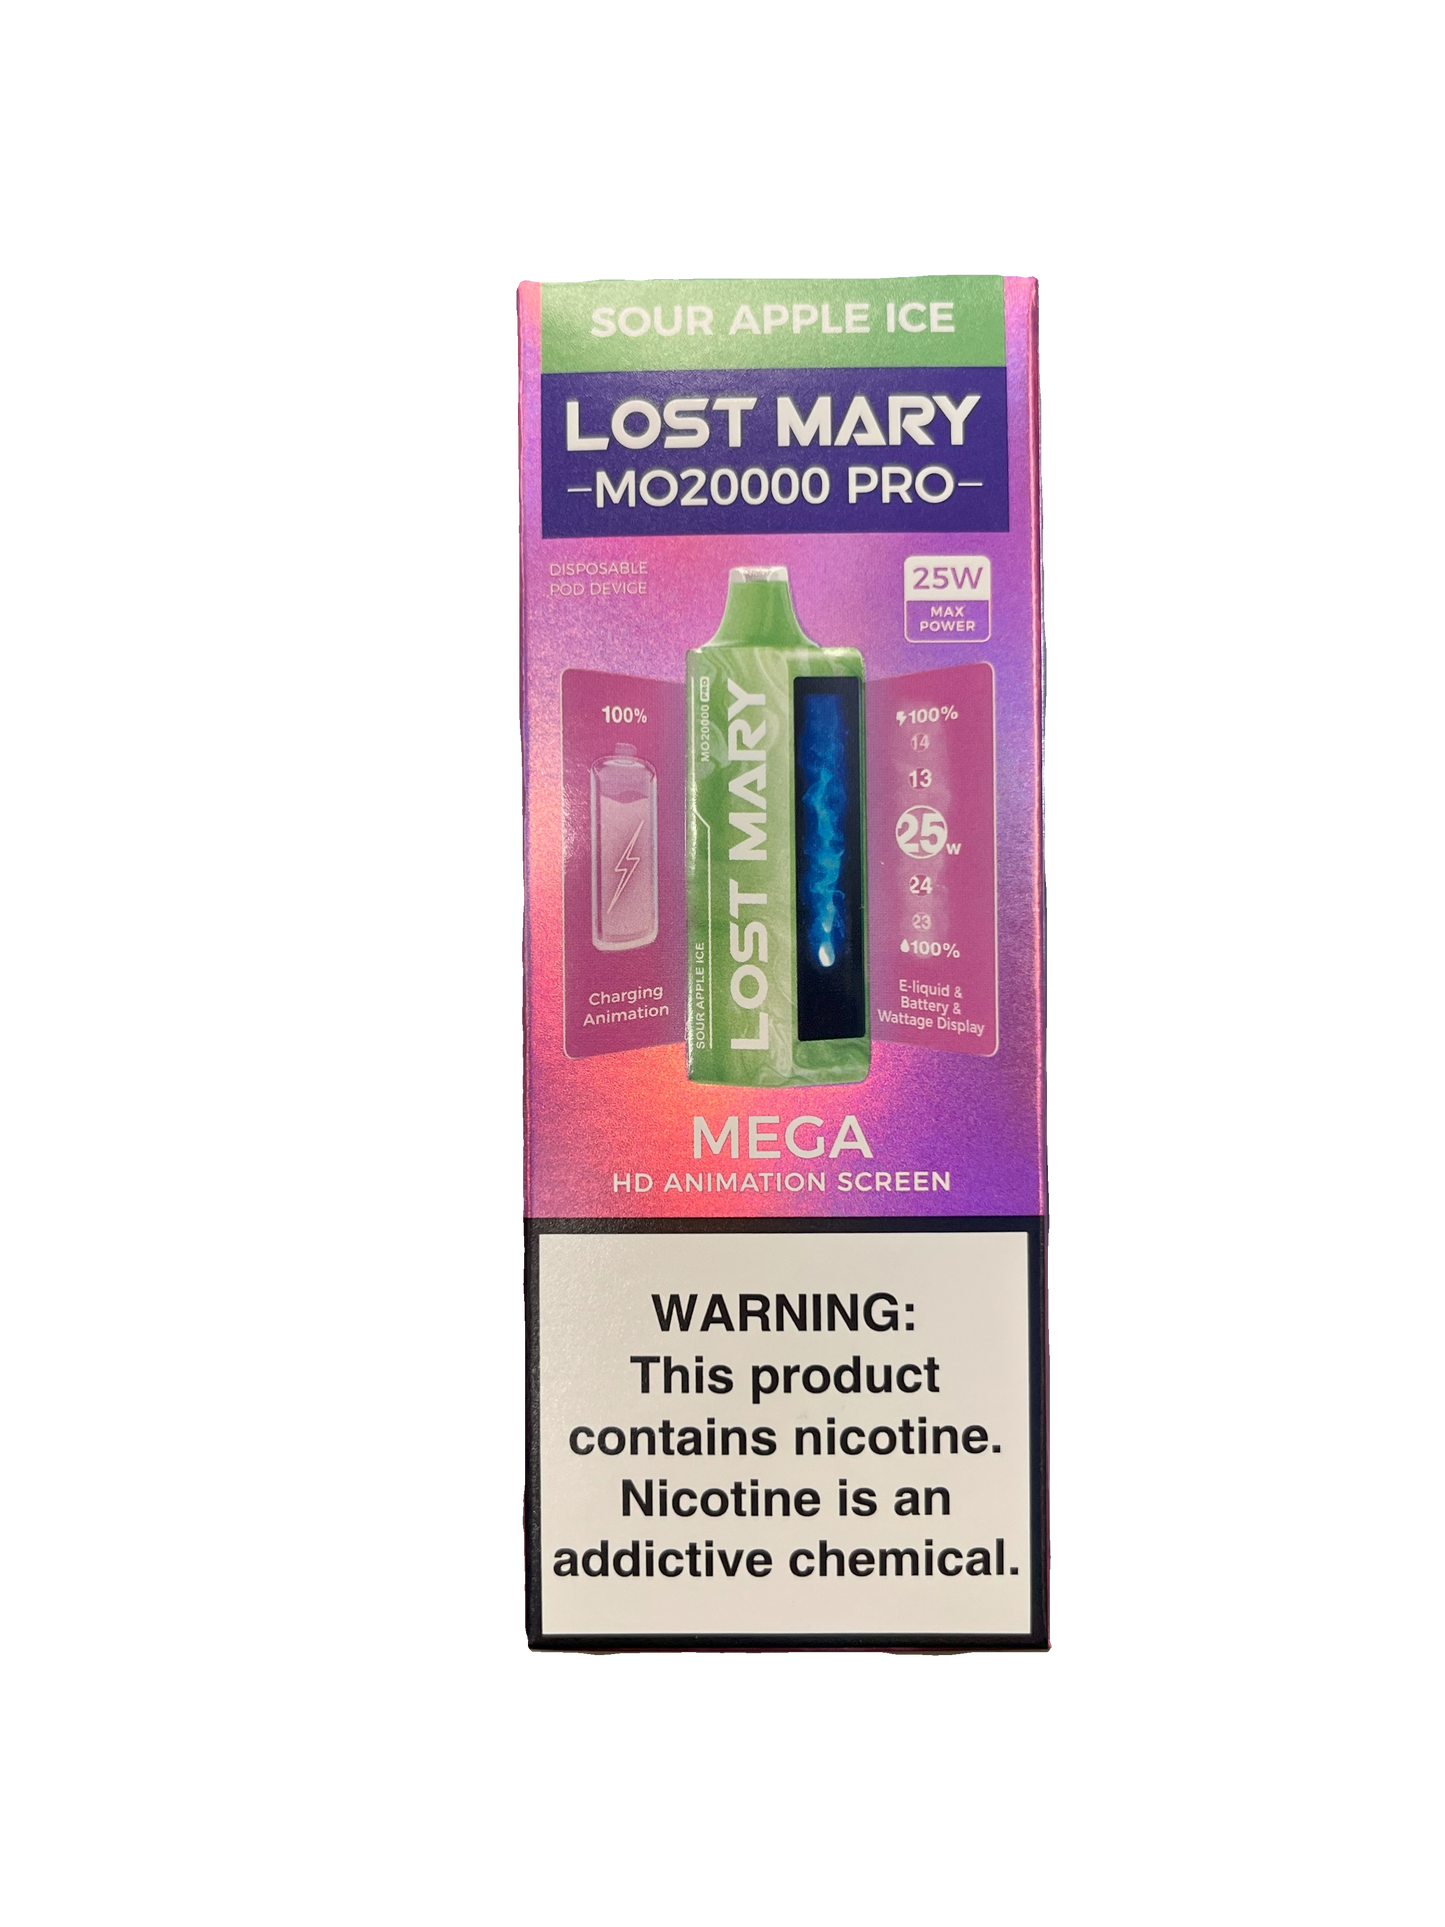 SOUR APPLE ICE
LOST MARY
-MO20000 PRO-
DISPOSABLE
POD DEVICE
25W
MAX
POWER
100%
Charging
Animation
MO20000 PRO
LOST MARY
SOUR APPLE ICE
100%
14
13
25w
24
23
100%
E-liquid &
Battery &
Wattage Display
MEGA
HD ANIMATION SCREEN
WARNING:
This product
contains nicotine.
Nicotine is an
addictive chemical.